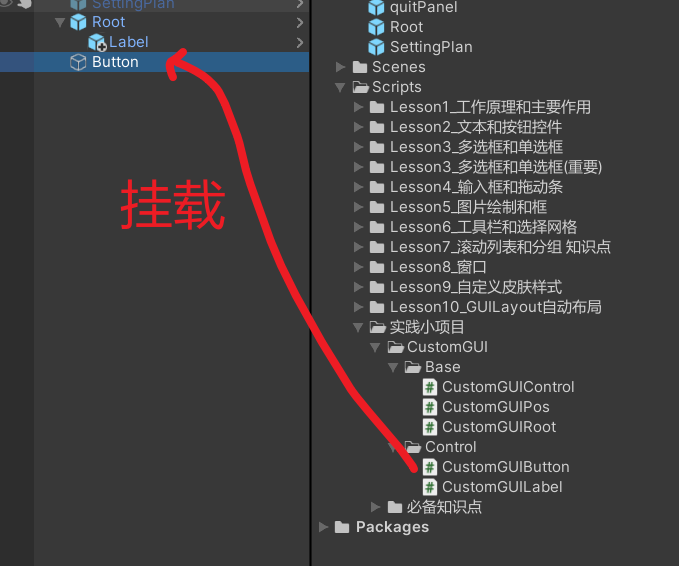 SettingPlan
Root
Label
Button
挂载
quitPanel
Root
SettingPlan
Scenes
Scripts
Lesson1_工作原理和主要作用
Lesson2_文本和按钮控件
Lesson3_多选框和单选框
Lesson3_多选框和单选框(重要)
Lesson4_输入框和拖动条
Lesson5_图片绘制和框
Lesson6_工具栏和选择网格
Lesson7_滚动列表和分组 知识点
Lesson8_窗口
Lesson9_自定义皮肤样式
Lesson10_GUILayout自动布局
实践小项目
CustomGUI
Base
CustomGUIControl
CustomGUIPos
CustomGUIRoot
Control
CustomGUIButton
CustomGUILabel
必备知识点
Packages